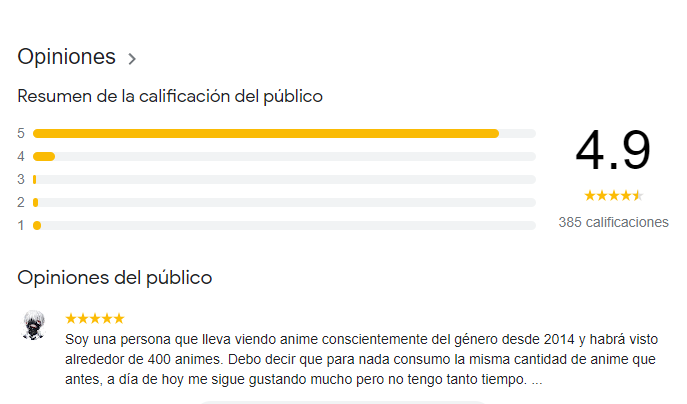 Opiniones
Resumen de la calificación del público
5
4
3
2
1
4.9
385 calificaciones
Opiniones del público
Soy una persona que lleva viendo anime conscientemente del género desde 2014 y habrá visto
alrededor de 400 animes. Debo decir que para nada consumo la misma cantidad de anime que
antes, a día de hoy me sigue gustando mucho pero no tengo tanto tiempo. ...